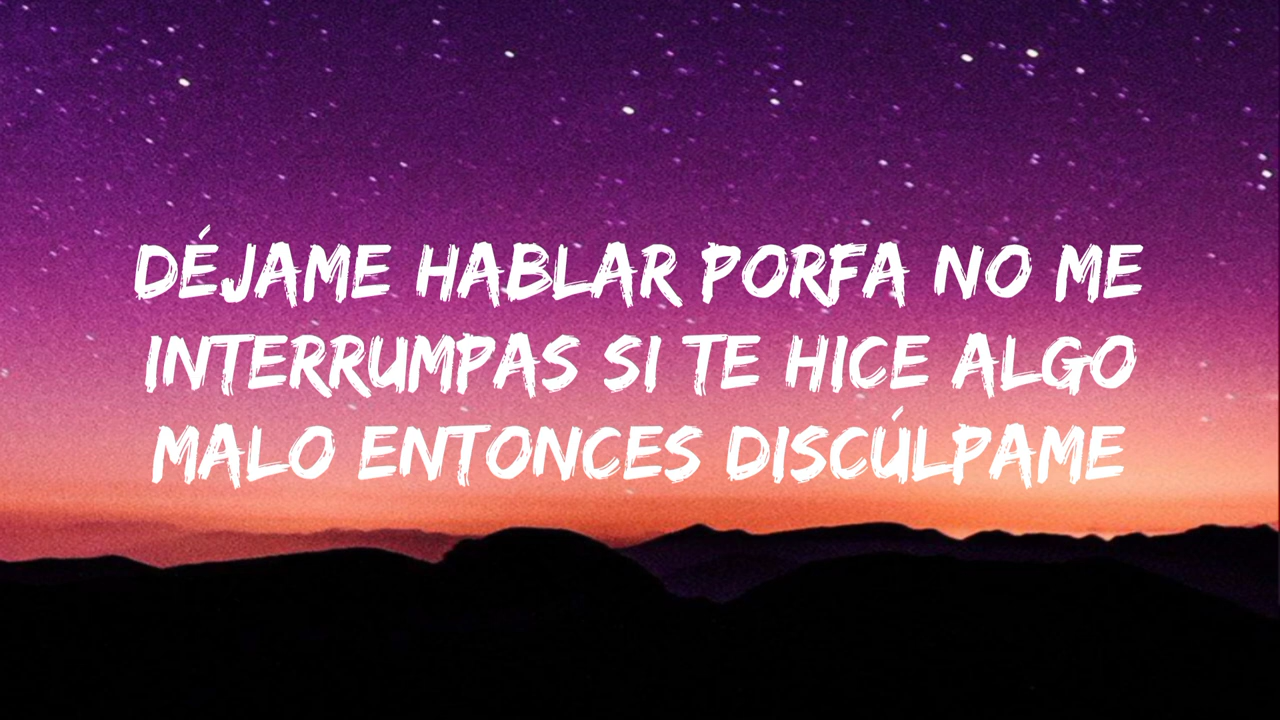 DÉJAME HABLAR PORFA NO ME
INTERRUMPAS SI TE HICE ALGO
MALO ENTONCES DISCÚLPAME